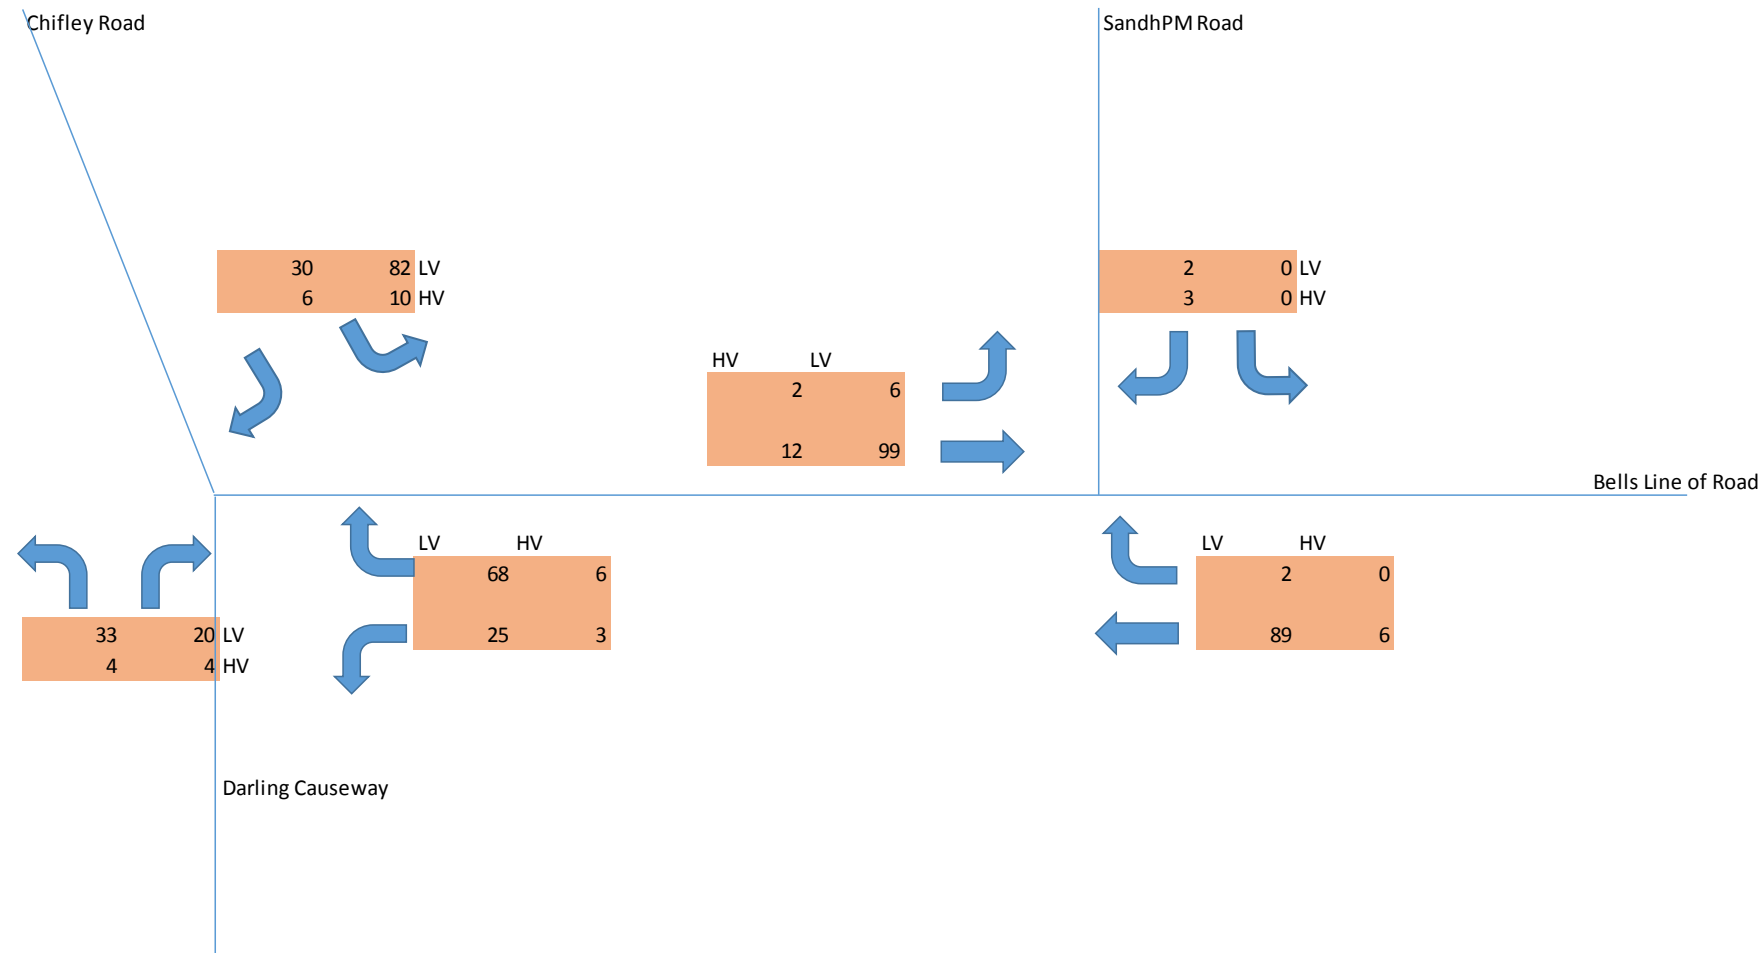 Chifley Road
SandhPM Road
30 82 LV
6 10 HV
2 0 LV
3 0 HV
HV LV
2 6
12 99
Bells Line of Road
LV HV
68 6
25 3
LV HV
2 0
89 6
33 20 LV
4 4 HV
Darling Causeway